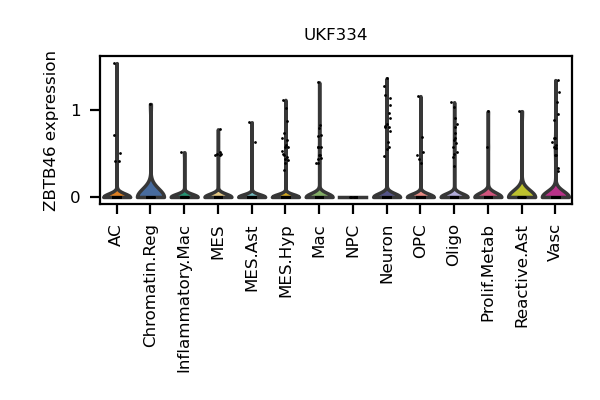 UKF334
ZBTB46 expression
1
0
AC
Chromatin.Reg
Inflammatory.Mac
MES
MES.Ast
MES.Hyp
Mac
NPC
Neuron
OPC
Oligo
Prolif.Metab
Reactive.Ast
Vasc